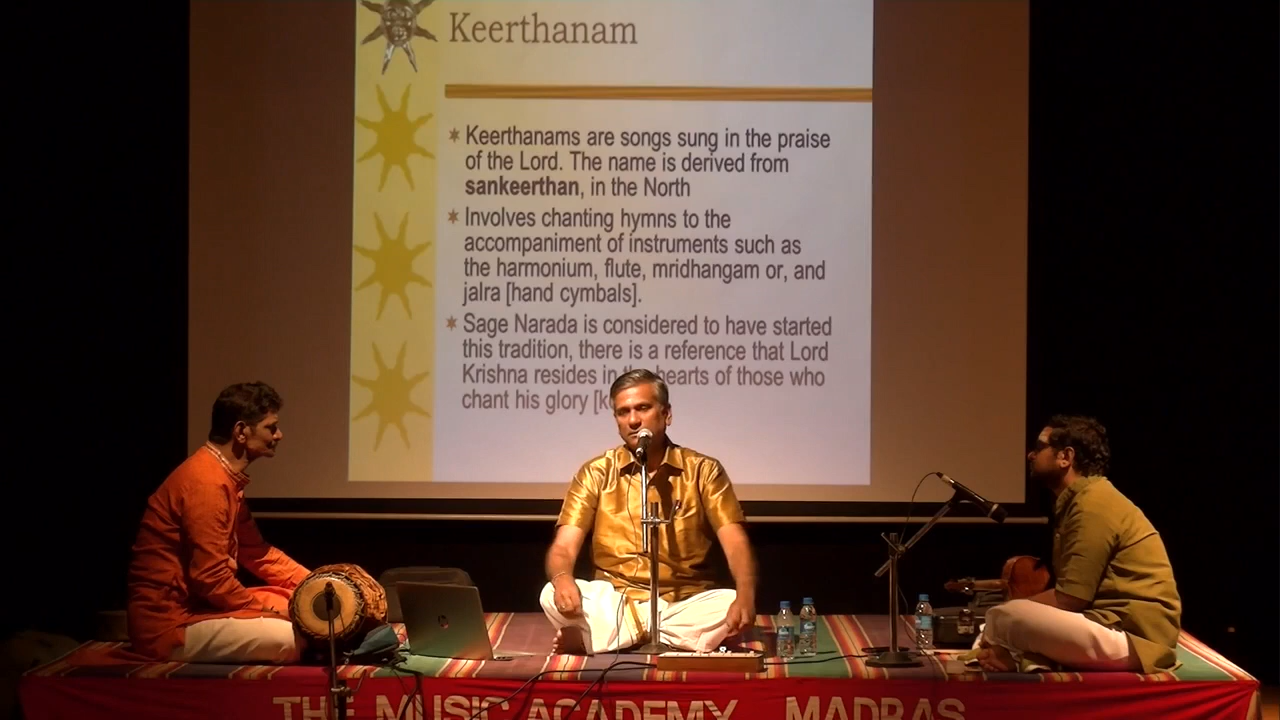 Keerthanam
Keerthanams are songs sung in the praise
of the Lord. The name is derived from
sankeerthan, in the North
Involves chanting hymns to the
accompaniment of instruments such as
the harmonium, flute, mridhangam or, and
jalra [hand cymbals].
Sage Narada is considered to have started
this tradition, there is a reference that Lord
Krishna resides in hearts of those who
chant his glory
THE MUSIC ACADEMY MADRAS